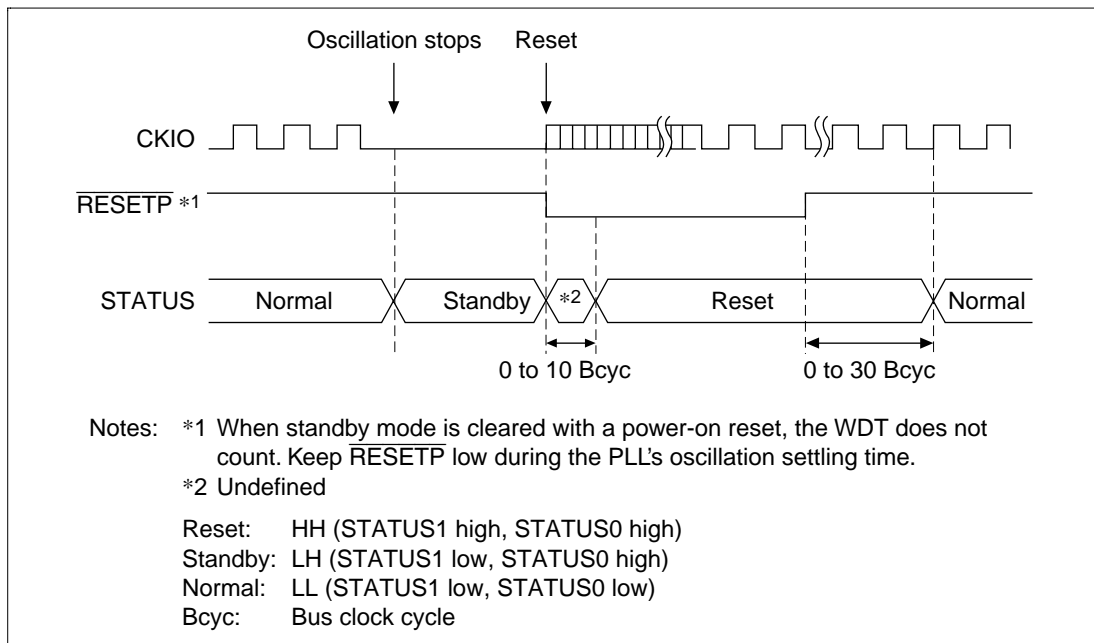 Oscillation stops Reset
CKIO
RESETP *1
STATUS Normal Standby *2 Reset Normal
0 to 10 Bcyc 0 to 30 Bcyc
Notes: *1 When standby mode is cleared with a power-on reset, the WDT does not
count. Keep RESETP low during the PLL's oscillation settling time.
*2 Undefined
Reset: HH (STATUS1 high, STATUS0 high)
Standby: LH (STATUS1 low, STATUS0 high)
Normal: LL (STATUS1 low, STATUS0 low)
Bcyc: Bus clock cycle